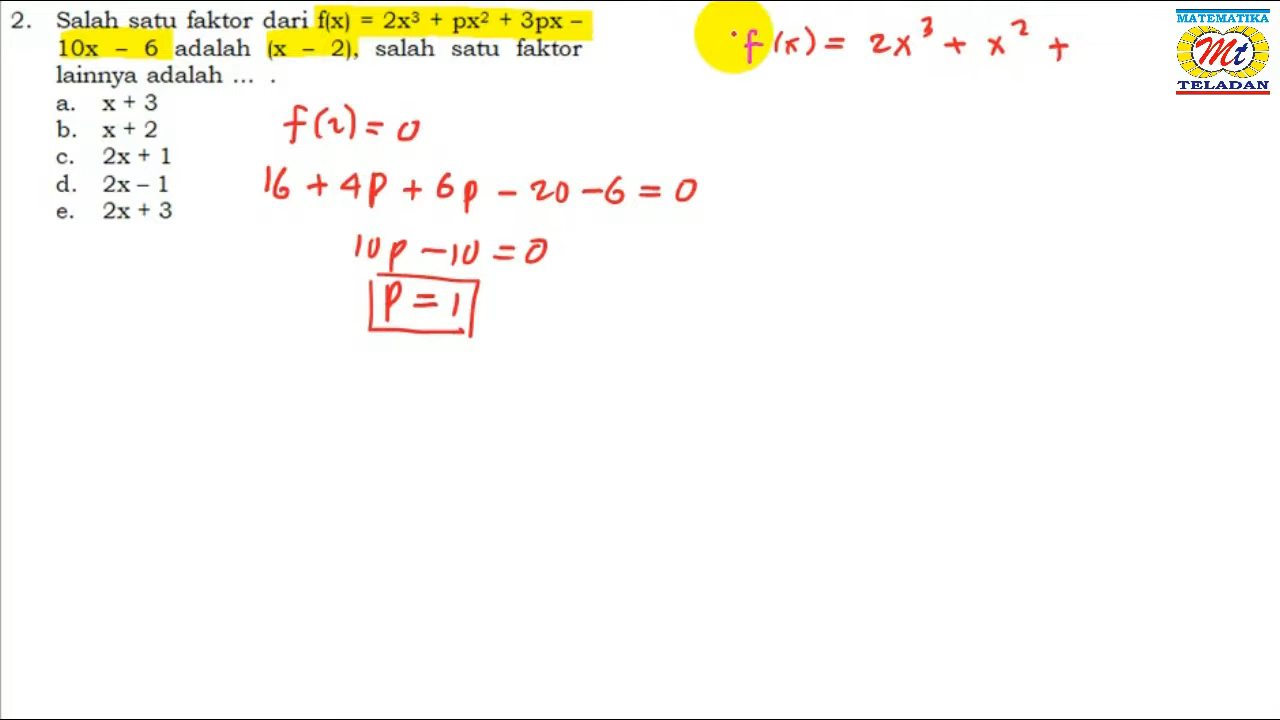 2. Salah satu faktor dari f(x) = 2x³ + px² + 3px –
10x – 6 adalah (x – 2), salah satu faktor
lainnya adalah ... .
a. x + 3
b. x + 2
c. 2x + 1
d. 2x – 1
e. 2x + 3
f(2) = 0
16 + 4p + 6p – 20 – 6 = 0
10p – 10 = 0
p = 1
f(x) = 2x³ + x² +
MATEMATIKA
Mt
TELADAN